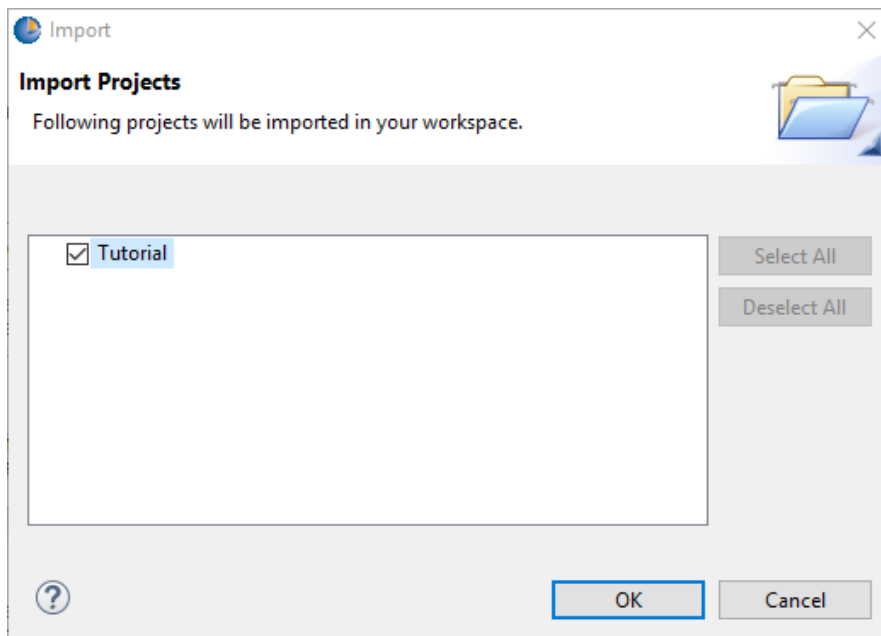 Import
Import Projects
Following projects will be imported in your workspace.
Tutorial
Select All
Deselect All
?
OK
Cancel